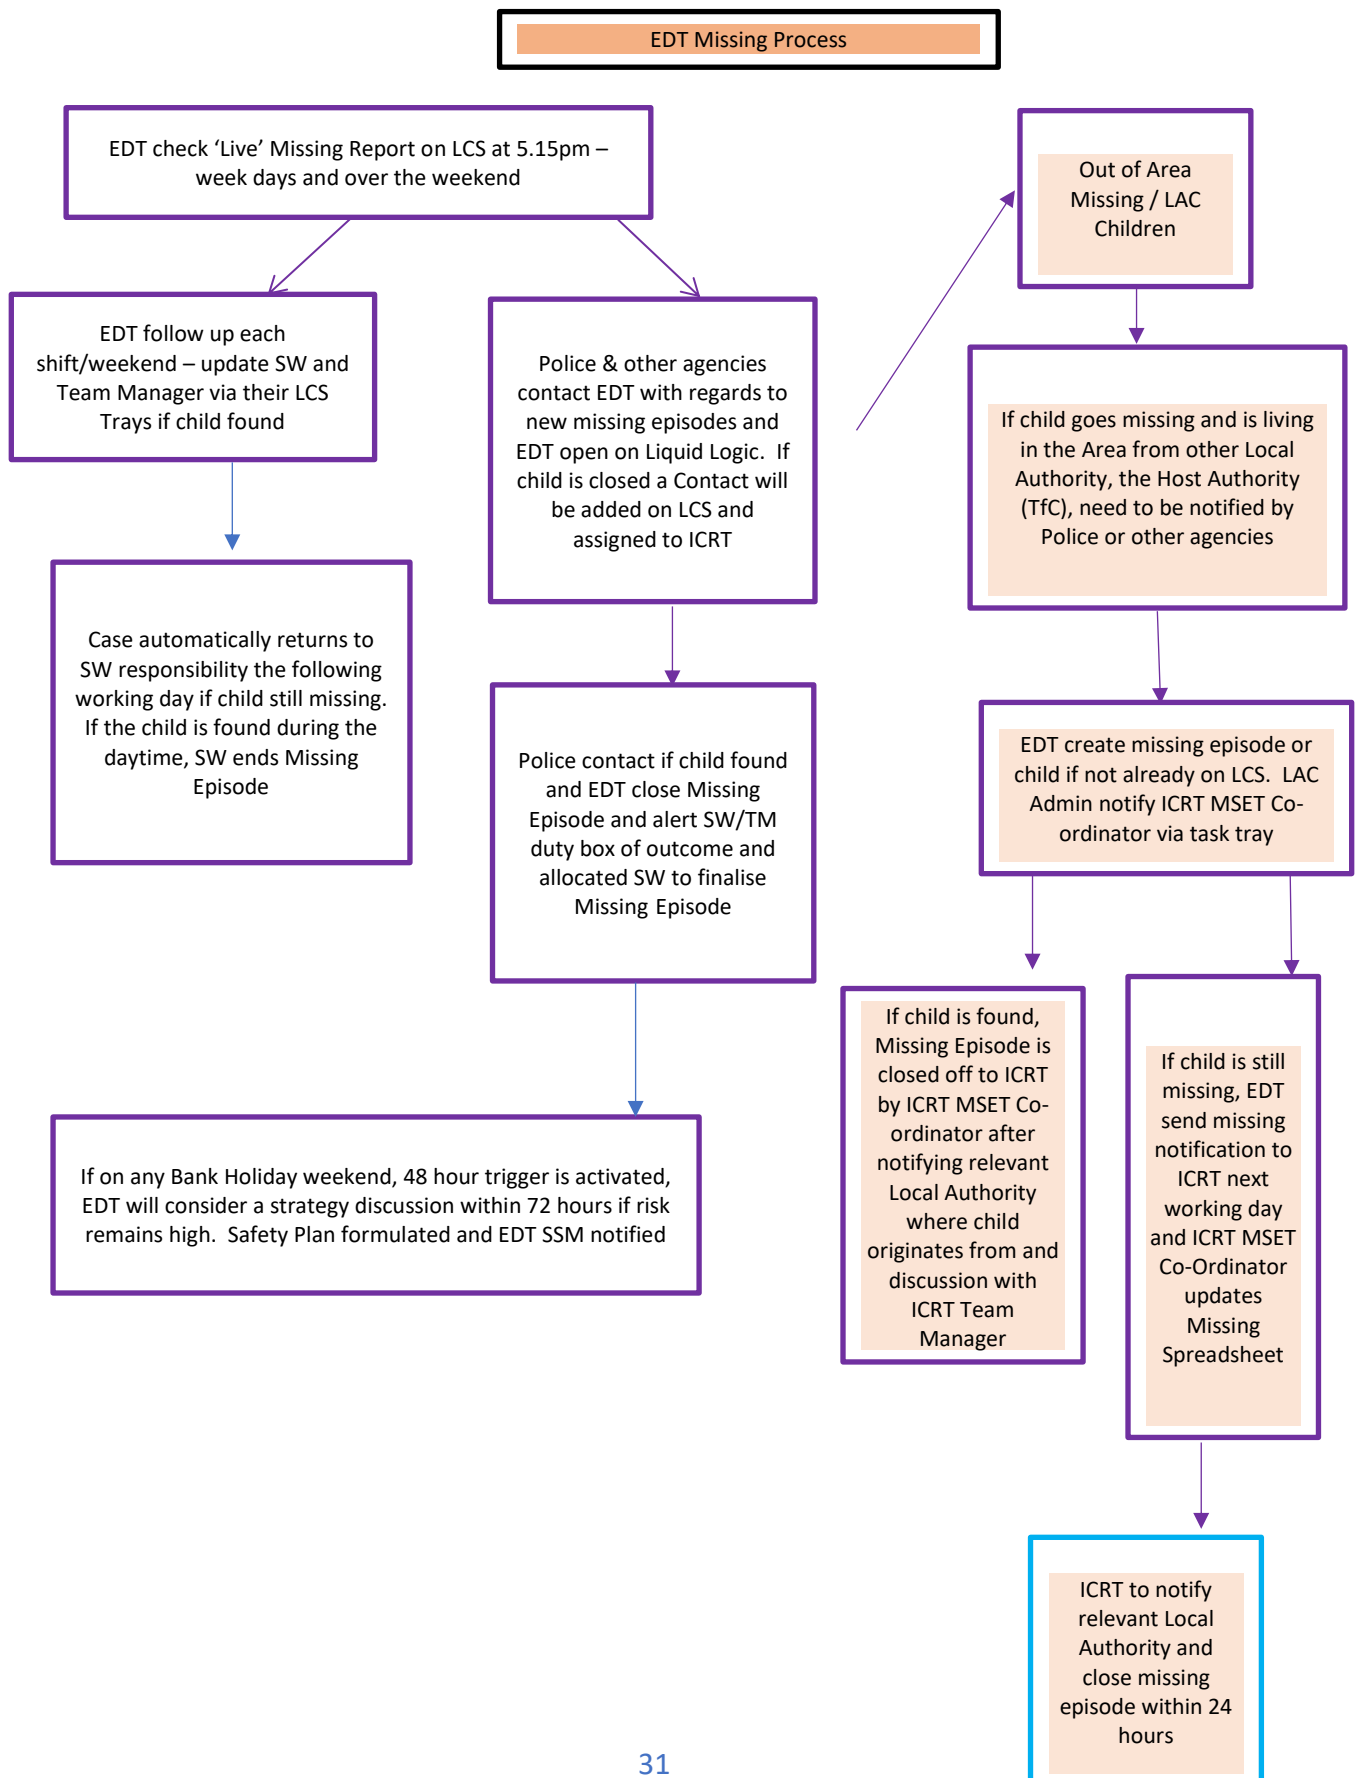 EDT Missing Process
EDT check ‘Live’ Missing Report on LCS at 5.15pm –
week days and over the weekend
EDT follow up each
shift/weekend – update SW and
Team Manager via their LCS
Trays if child found
Case automatically returns to
SW responsibility the following
working day if child still missing.
If the child is found during the
daytime, SW ends Missing
Episode
Police & other agencies
contact EDT with regards to
new missing episodes and
EDT open on Liquid Logic.  If
child is closed a Contact will
be added on LCS and
assigned to ICRT
Police contact if child found
and EDT close Missing
Episode and alert SW/TM
duty box of outcome and
allocated SW to finalise
Missing Episode
If on any Bank Holiday weekend, 48 hour trigger is activated,
EDT will consider a strategy discussion within 72 hours if risk
remains high.  Safety Plan formulated and EDT SSM notified
Out of Area
Missing / LAC
Children
If child goes missing and is living
in the Area from other Local
Authority, the Host Authority
(TfC), need to be notified by
Police or other agencies
EDT create missing episode or
child if not already on LCS.  LAC
Admin notify ICRT MSET Co-
ordinator via task tray
If child is found,
Missing Episode is
closed off to ICRT
by ICRT MSET Co-
ordinator after
notifying relevant
Local Authority
where child
originates from and
discussion with
ICRT Team
Manager
If child is still
missing, EDT
send missing
notification to
ICRT next
working day
and ICRT MSET
Co-Ordinator
updates
Missing
Spreadsheet
ICRT to notify
relevant Local
Authority and
close missing
episode within 24
hours
31